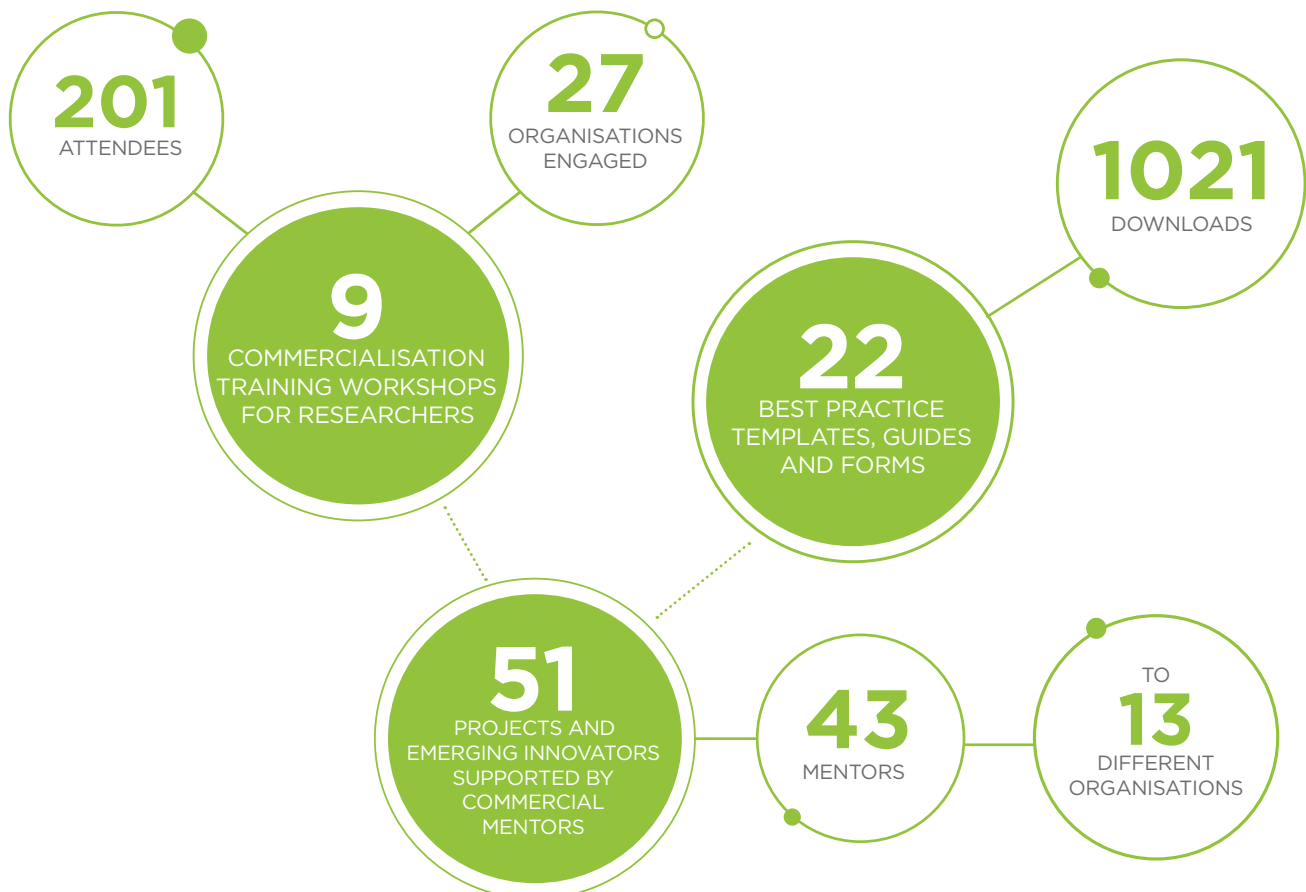 201
ATTENDEES
27
ORGANISATIONS
ENGAGED
1021
DOWNLOADS
9
COMMERCIALISATION
TRAINING WORKSHOPS
FOR RESEARCHERS
22
BEST PRACTICE
TEMPLATES, GUIDES
AND FORMS
51
PROJECTS AND
EMERGING INNOVATORS
SUPPORTED BY
COMMERCIAL
MENTORS
43
MENTORS
TO
13
DIFFERENT
ORGANISATIONS